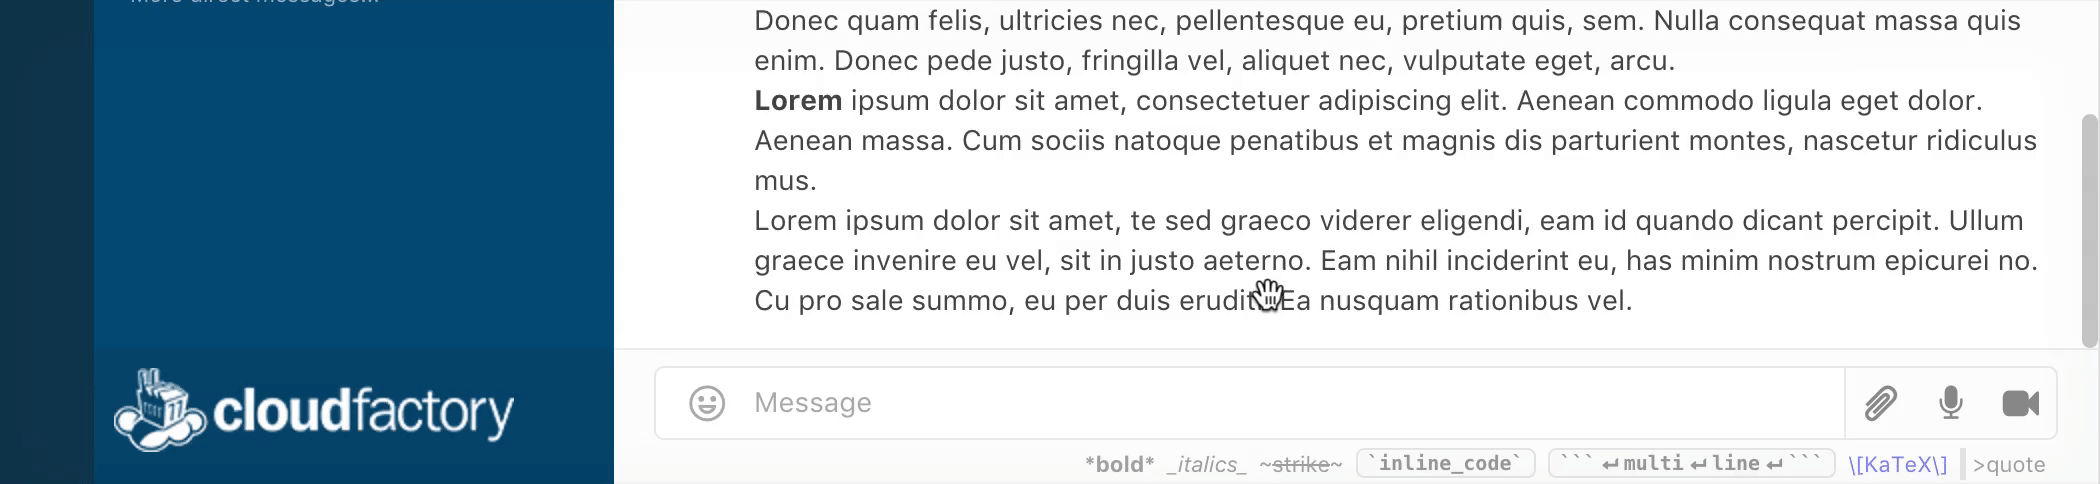 More direct messages...
Donec quam felis, ultricies nec, pellentesque eu, pretium quis, sem. Nulla consequat massa quis
enim. Donec pede justo, fringilla vel, aliquet nec, vulputate eget, arcu.
Lorem ipsum dolor sit amet, consectetuer adipiscing elit. Aenean commodo ligula eget dolor.
Aenean massa. Cum sociis natoque penatibus et magnis dis parturient montes, nascetur ridiculus
mus.
Lorem ipsum dolor sit amet, te sed graeco viderer eligendi, eam id quando dicant percipit. Ullum
graece invenire eu vel, sit in justo aeterno. Eam nihil inciderint eu, has minim nostrum epicurei no.
Cu pro sale summo, eu per duis erudit. Ea nusquam rationibus vel.
cloudfactory
Message
*bold* _italics_ ~strike~ `inline_code` ```↵multi↵line↵``` \[KaTeX\] >quote